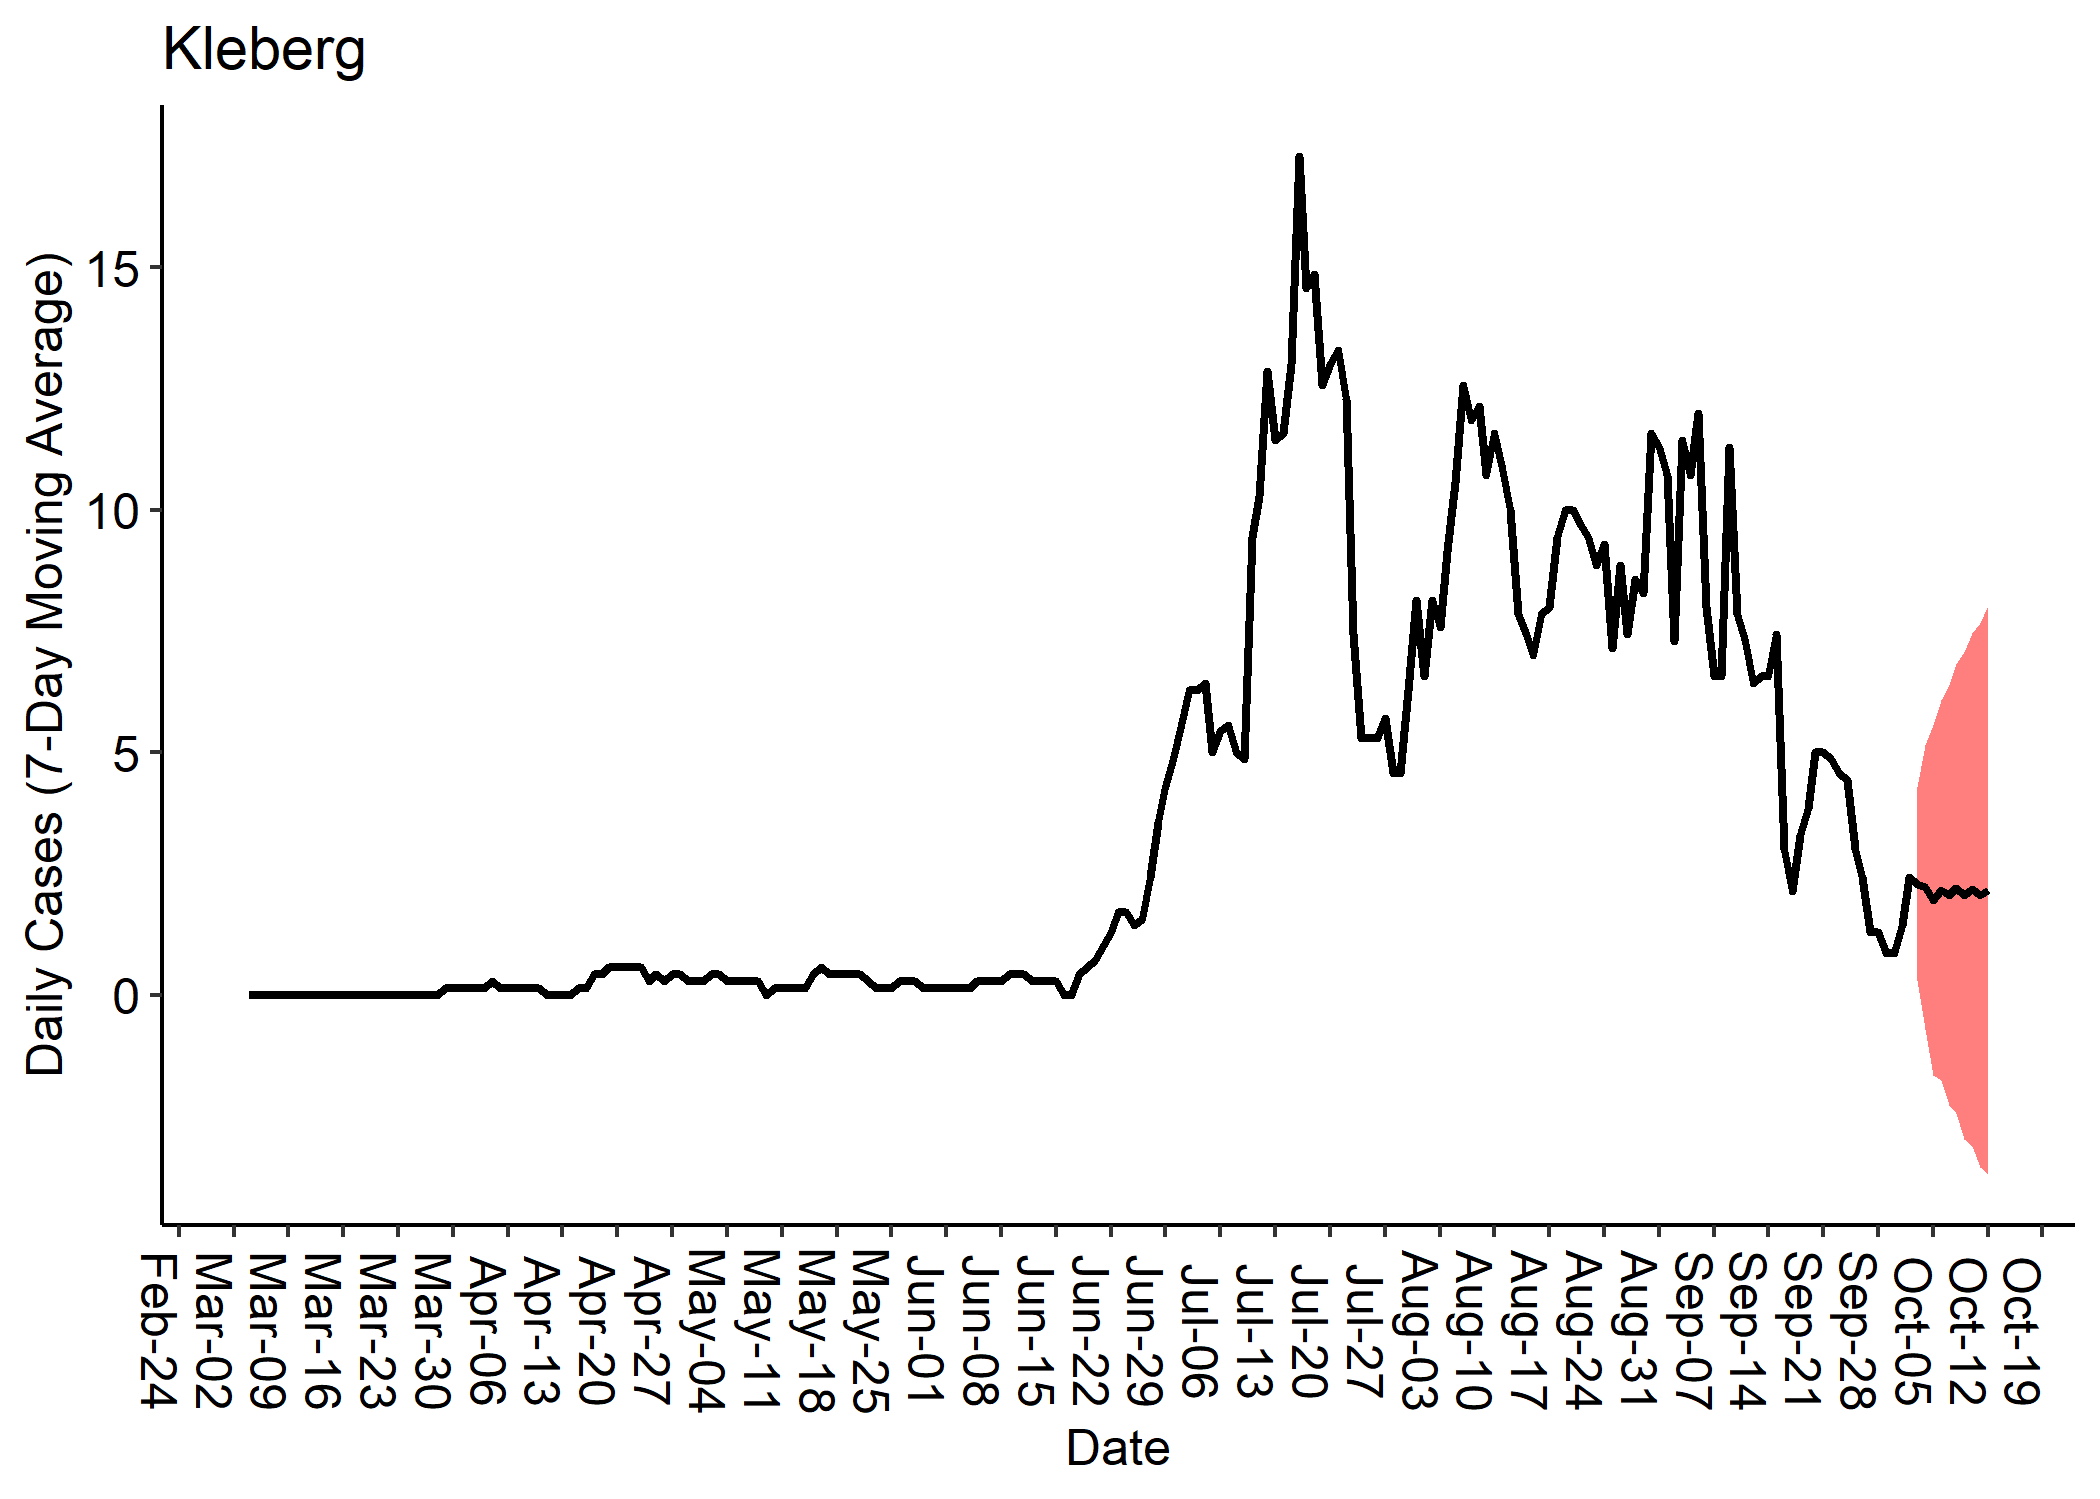 Kleberg
Daily Cases (7-Day Moving Average)
15
10
5
0
Feb-24
Mar-02
Mar-09
Mar-16
Mar-23
Mar-30
Apr-06
Apr-13
Apr-20
Apr-27
May-04
May-11
May-18
May-25
Jun-01
Jun-08
Jun-15
Jun-22
Jun-29
Jul-06
Jul-13
Jul-20
Jul-27
Aug-03
Aug-10
Aug-17
Aug-24
Aug-31
Sep-07
Sep-14
Sep-21
Sep-28
Oct-05
Oct-12
Oct-19
Date